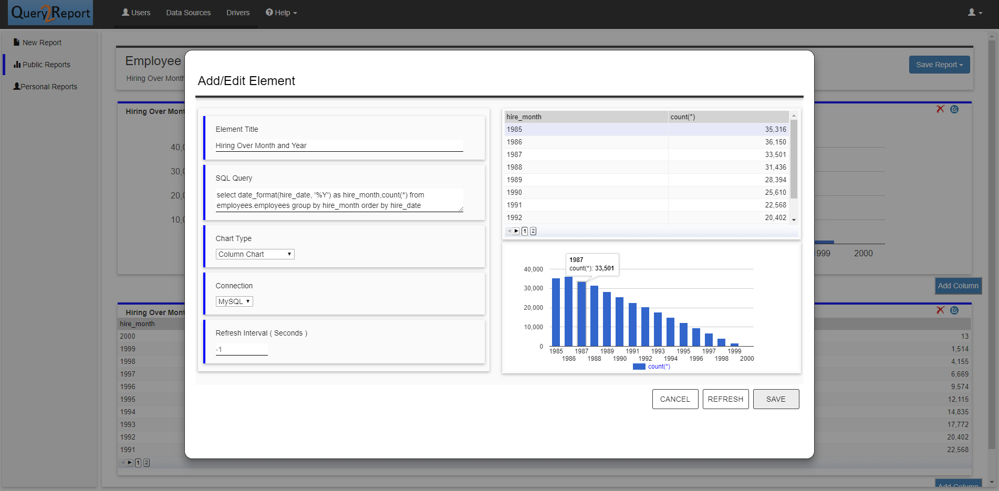 Query2Report
Users
Data Sources
Drivers
Help
New Report
Public Reports
Personal Reports
Employee
Hiring Over Month
Save Report
Hiring Over Mont
40,0
30,0
20,0
10,0
1999
2000
Add Column
Hiring Over Mont
hire_month
2000 13
1999 1,514
1998 4,155
1997 6,669
1996 9,574
1995 12,115
1994 14,835
1993 17,772
1992 20,402
1991 22,568
1 2
Add Column
Add/Edit Element
Element Title
Hiring Over Month and Year
SQL Query
select date_format(hire_date, '%Y') as hire_month,count(*) from
employees.employees group by hire_month order by hire_date
Chart Type
Column Chart
Connection
MySQL
Refresh Interval ( Seconds )
-1
hire_month count(*)
1985 35,316
1986 36,150
1987 33,501
1988 31,436
1989 28,394
1990 25,610
1991 22,568
1992 20,402
1 2
1987
count(*): 33,501
40,000
30,000
20,000
10,000
0
1985 1987 1989 1991 1993 1995 1997 1999
1986 1988 1990 1992 1994 1996 1998 2000
count(*)
CANCEL
REFRESH
SAVE